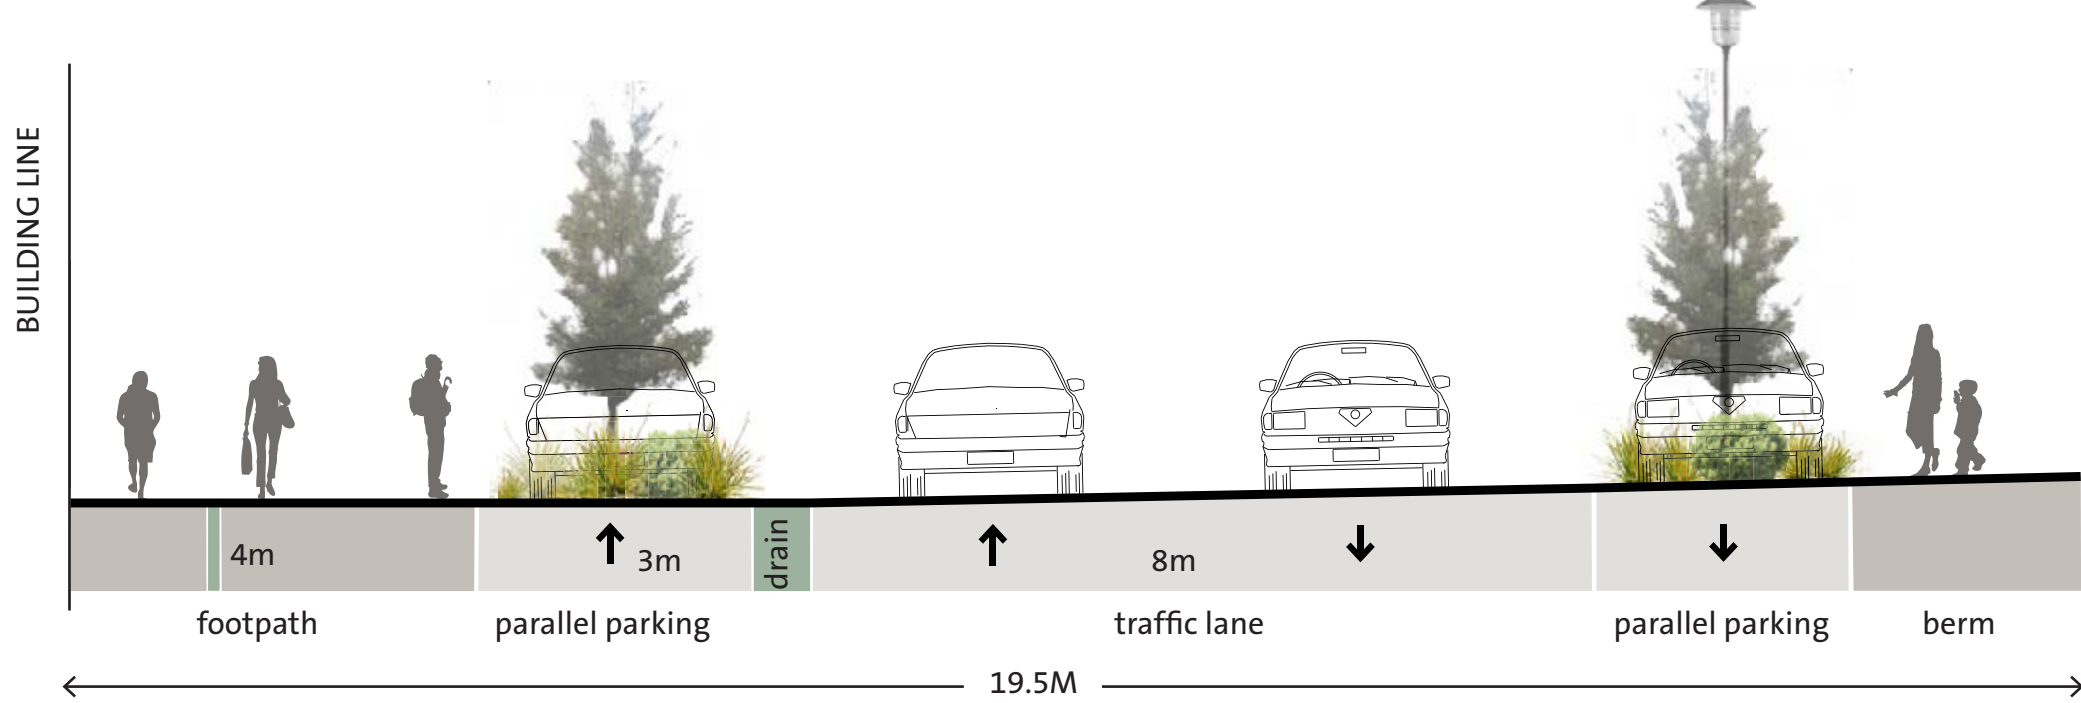 BUILDING LINE
4m
3m
drain
8m
footpath
parallel parking
traffic lane
parallel parking
berm
19.5M